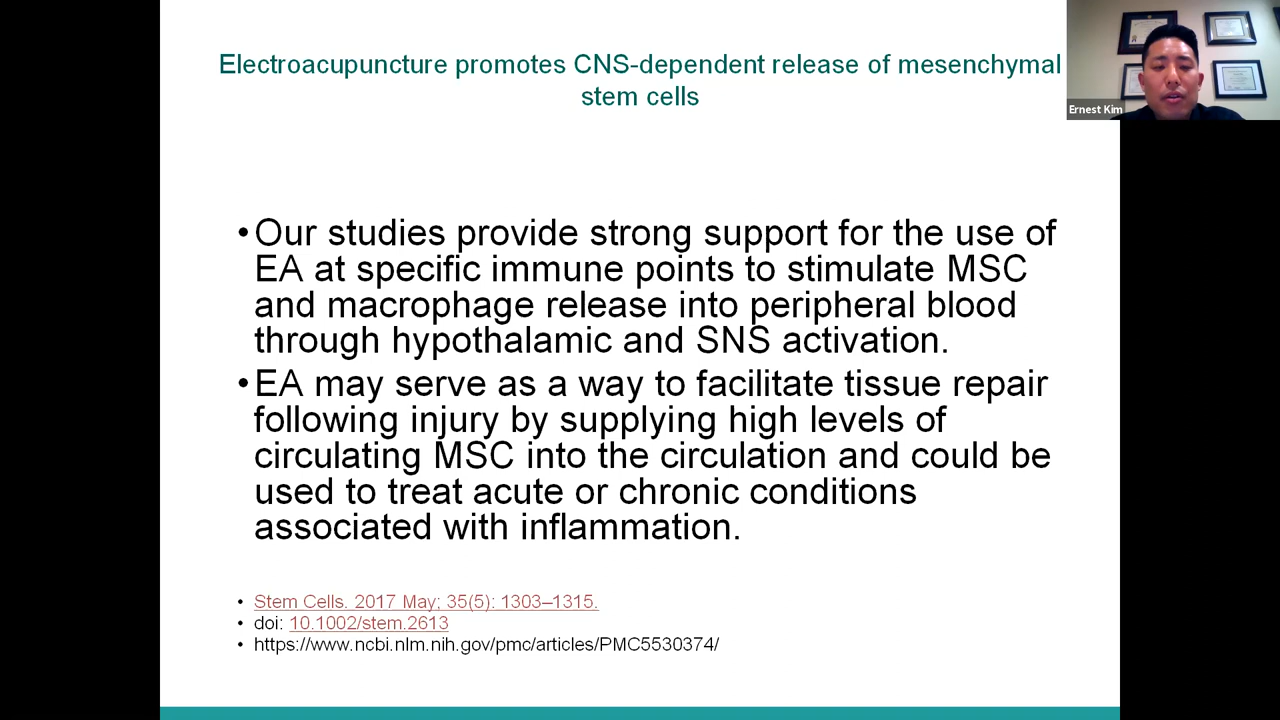 Electroacupuncture promotes CNS-dependent release of mesenchymal
stem cells
Ernest Kim
•Our studies provide strong support for the use of
EA at specific immune points to stimulate MSC
and macrophage release into peripheral blood
through hypothalamic and SNS activation.
•EA may serve as a way to facilitate tissue repair
following injury by supplying high levels of
circulating MSC into the circulation and could be
used to treat acute or chronic conditions
associated with inflammation.
• Stem Cells. 2017 May; 35(5): 1303–1315.
• doi: 10.1002/stem.2613
• https://www.ncbi.nlm.nih.gov/pmc/articles/PMC5530374/